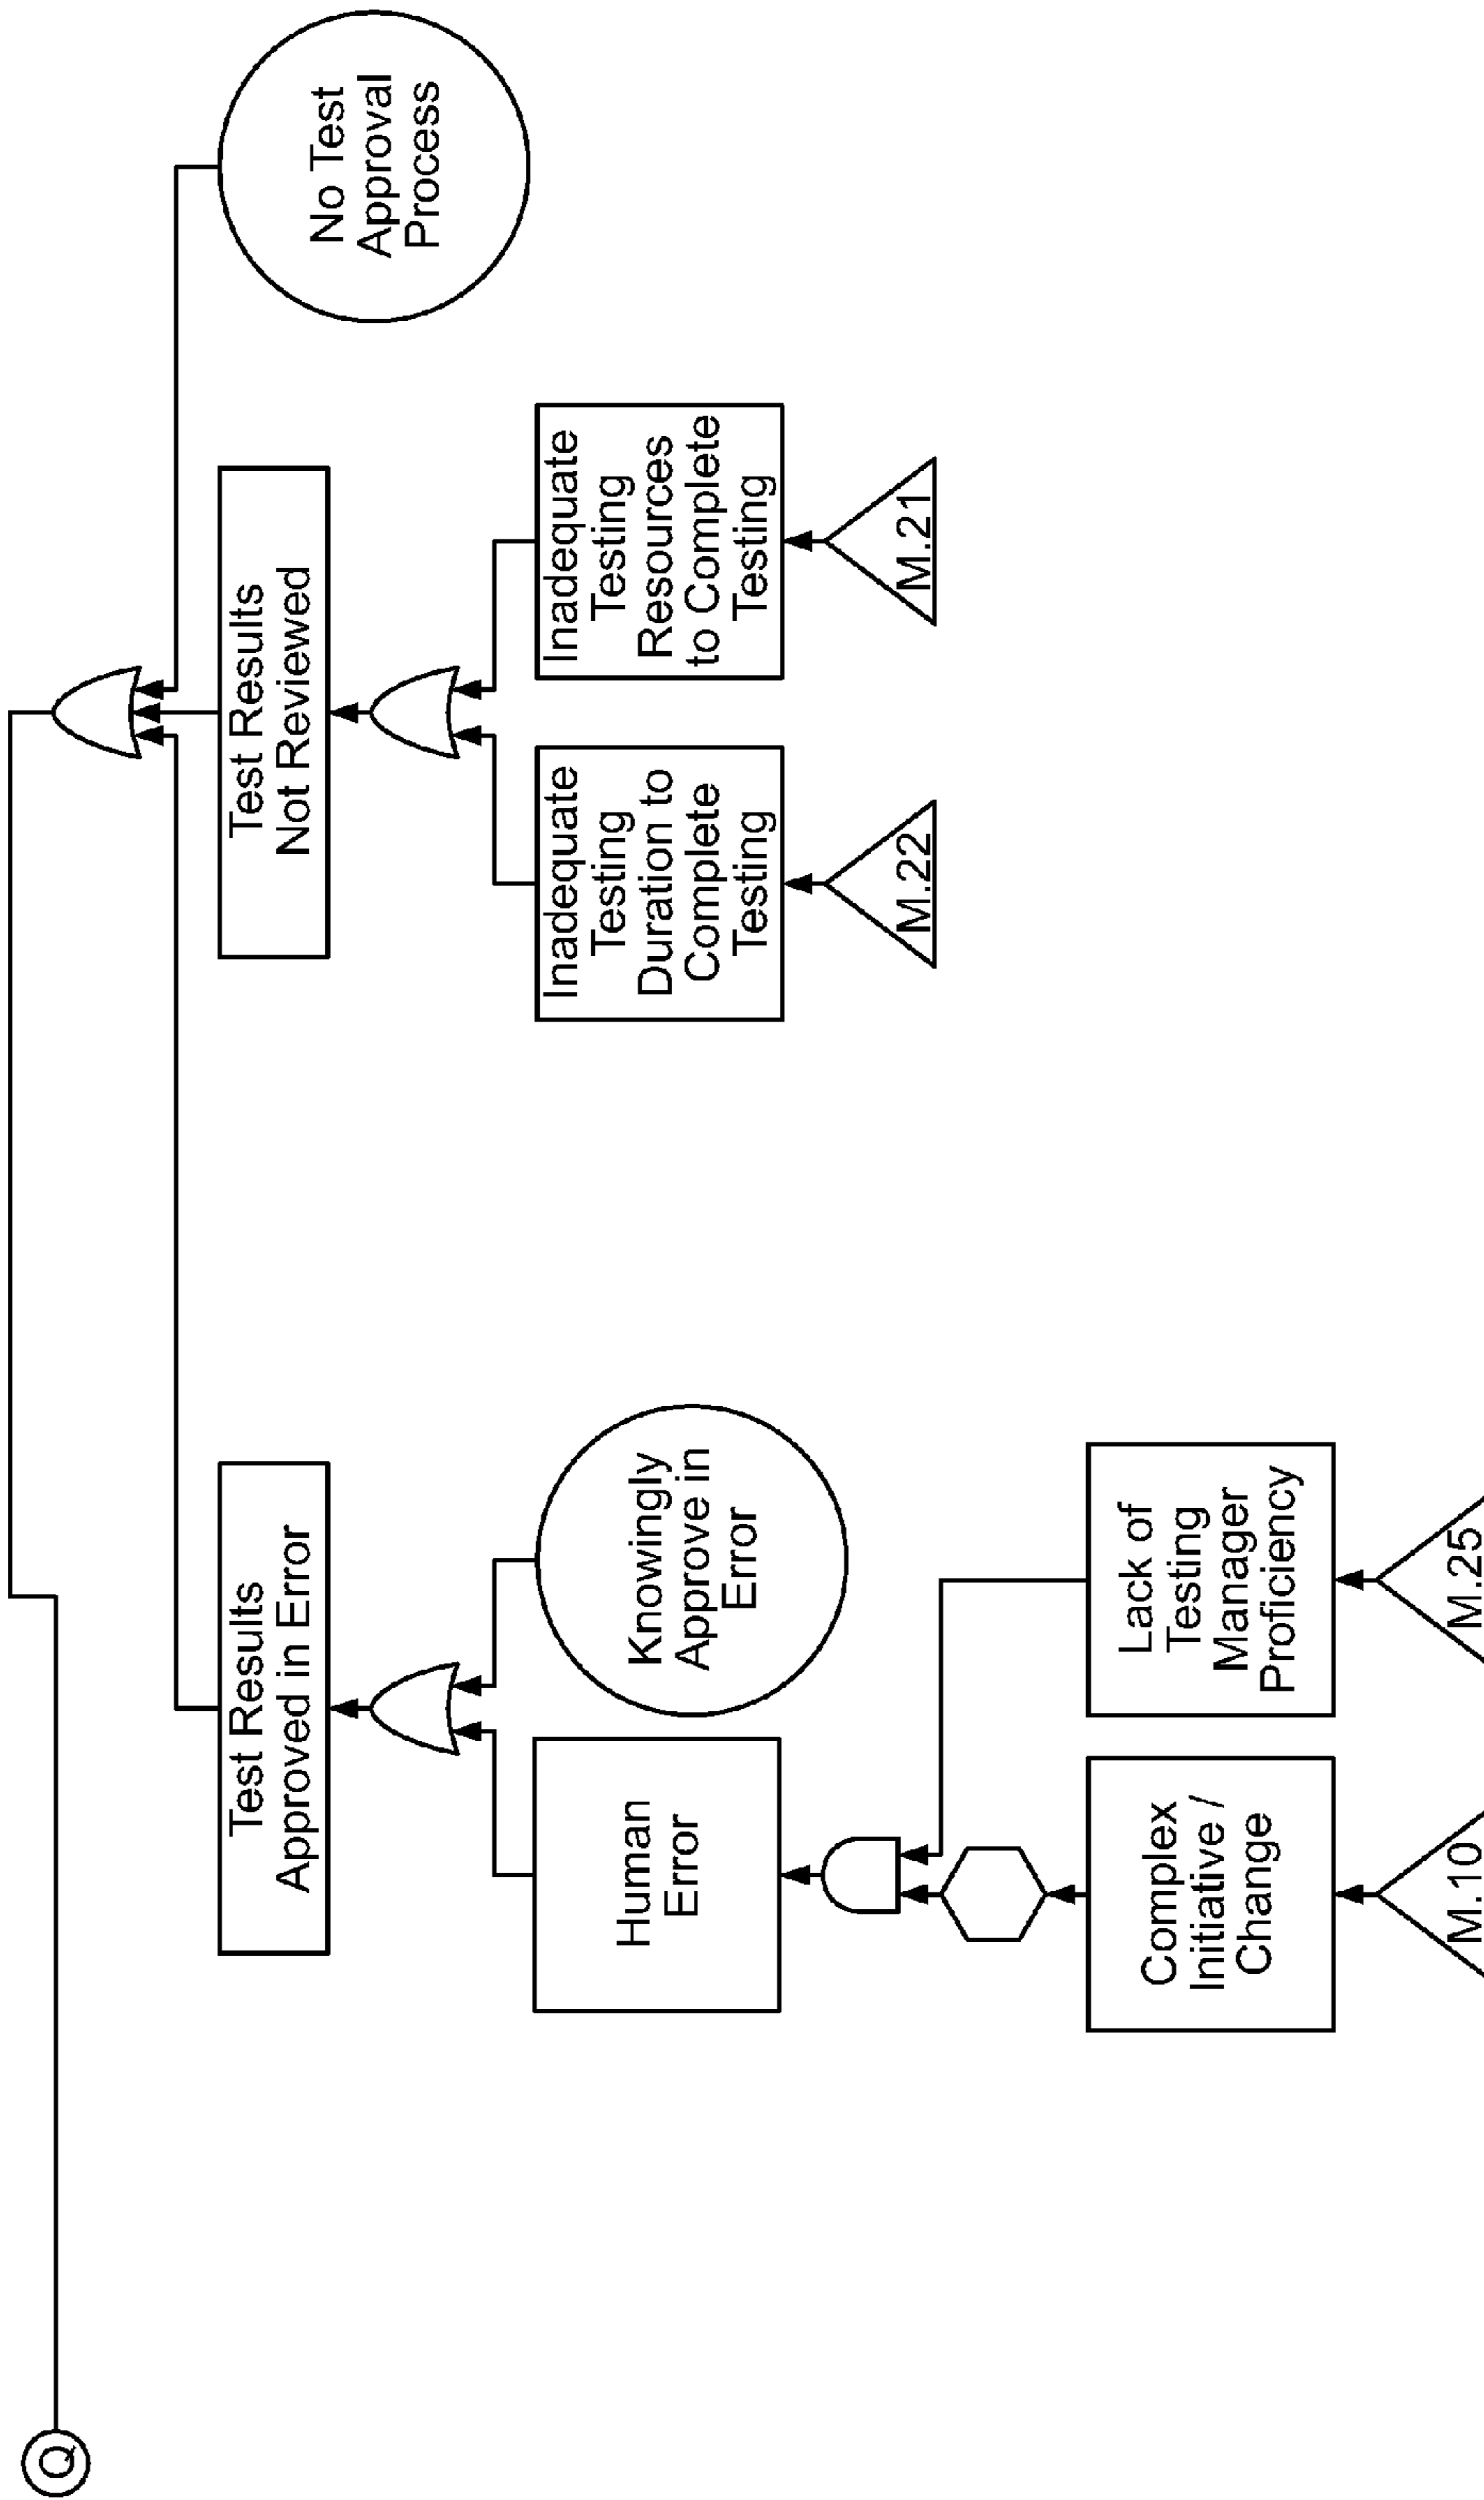 Q
Test Results
Approved in Error
Test Results
Not Reviewed
No Test
Approval
Process
Human
Error
Knowingly
Approve in
Error
Inadequate
Testing
Duration to
Complete
Testing
Inadequate
Testing
Resources
to Complete
Testing
M.22
M.21
Complex
Initiative /
Change
Lack of
Testing
Manager
Proficiency
M.10
M.25